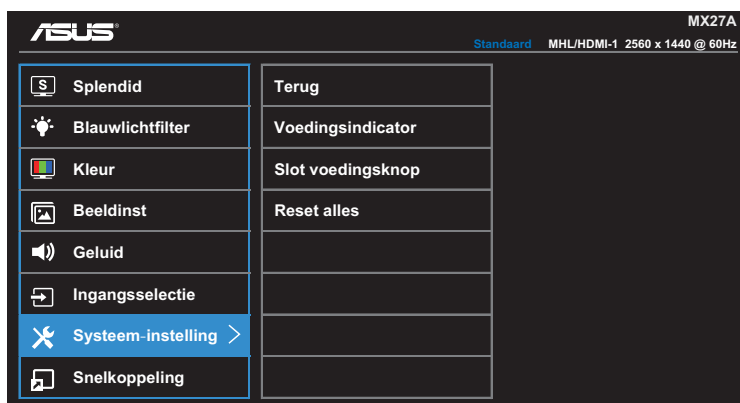 ASUS®
MX27A
Standaard MHL/HDMI-1 2560 x 1440 @ 60Hz
S Splendid
Blauwlichtfilter
Kleur
Beeldinst
Geluid
Ingangsselectie
Systeem-instelling >
Snelkoppeling
Terug
Voedingsindicator
Slot voedingsknop
Reset alles